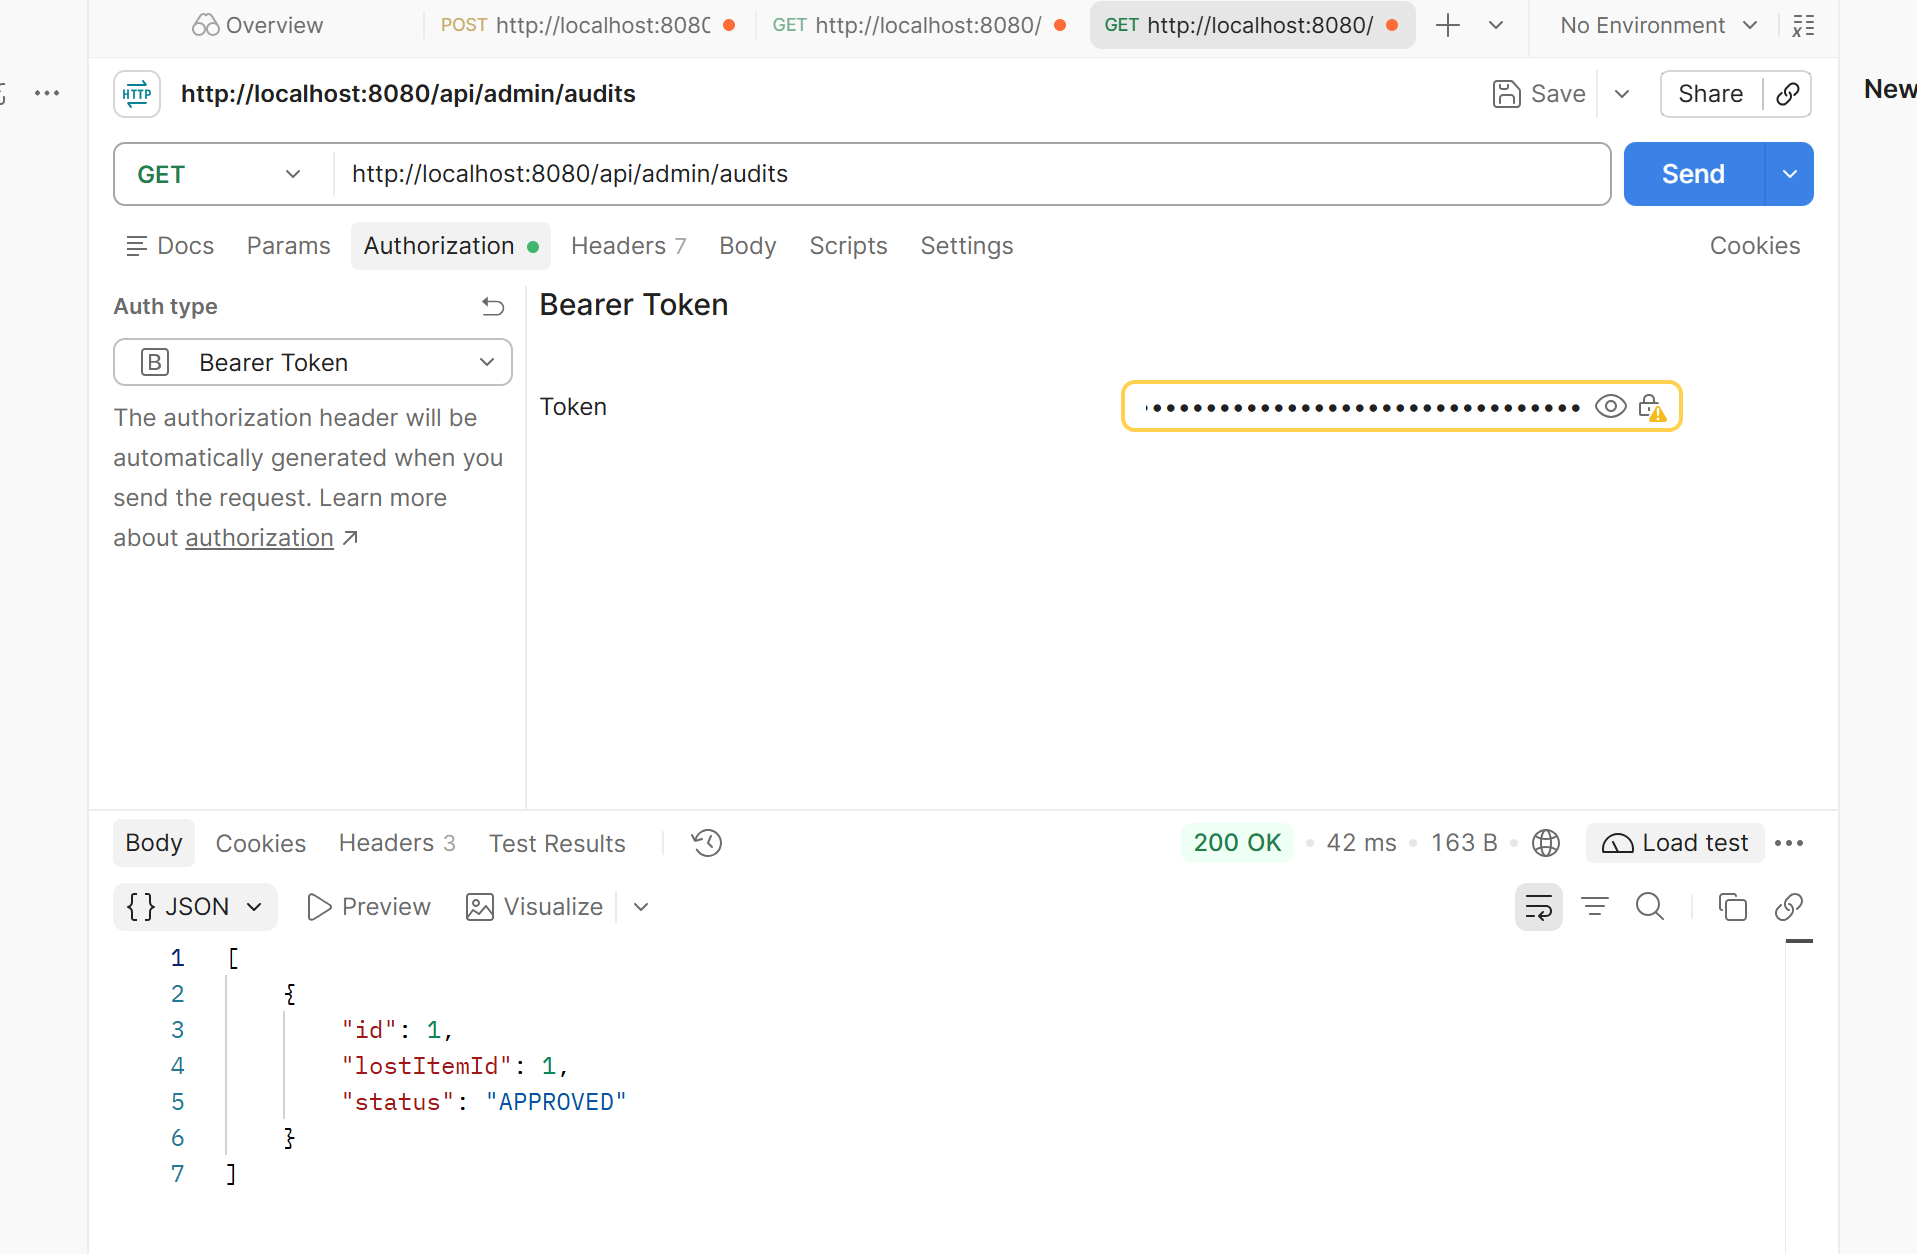 Overview
POST http://localhost:8080
GET http://localhost:8080/
GET http://localhost:8080/
No Environment
HTTP http://localhost:8080/api/admin/audits
Save
Share
New
GET http://localhost:8080/api/admin/audits
Send
Docs Params Authorization Headers 7 Body Scripts Settings Cookies
Auth type
B Bearer Token
The authorization header will be
automatically generated when you
send the request. Learn more
about authorization
Bearer Token
Token
Body Cookies Headers 3 Test Results
200 OK • 42 ms • 163 B
Load test
{} JSON Preview Visualize
1 [
2 {
3 "id": 1,
4 "lostItemId": 1,
5 "status": "APPROVED"
6 }
7 ]